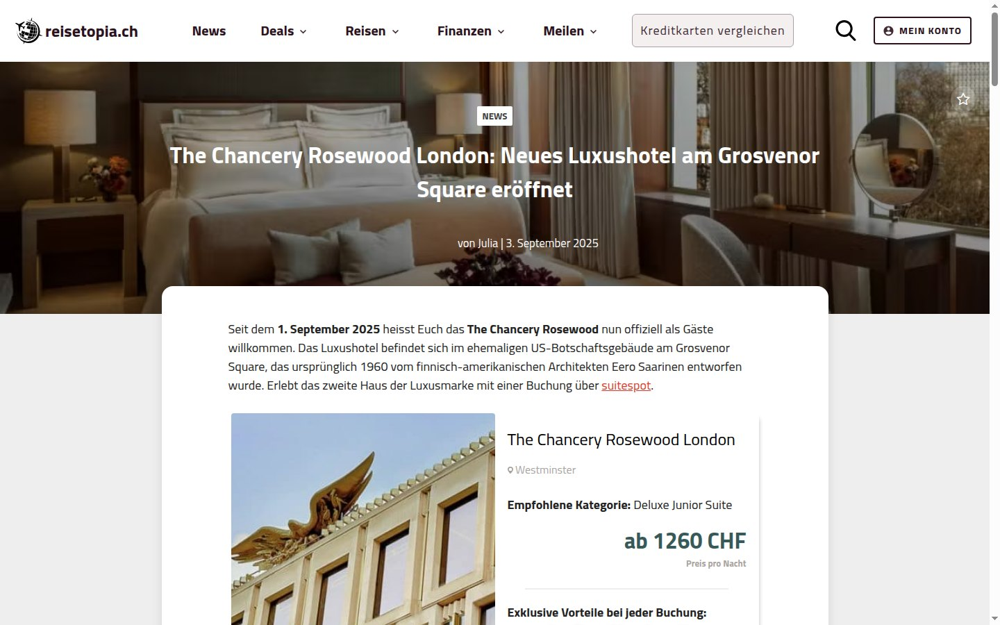 reisetopia.ch
News
Deals
Reisen
Finanzen
Meilen
Kreditkarten vergleichen
MEIN KONTO
NEWS
The Chancery Rosewood London: Neues Luxushotel am Grosvenor
Square eröffnet
von Julia | 3. September 2025
Seit dem 1. September 2025 heisst Euch das The Chancery Rosewood nun offiziell als Gäste
willkommen. Das Luxushotel befindet sich im ehemaligen US-Botschaftsgebäude am Grosvenor
Square, das ursprünglich 1960 vom finnisch-amerikanischen Architekten Eero Saarinen entworfen
wurde. Erlebt das zweite Haus der Luxusmarke mit einer Buchung über suitespot.
The Chancery Rosewood London
Westminster
Empfohlene Kategorie: Deluxe Junior Suite
ab 1260 CHF
Preis pro Nacht
Exklusive Vorteile bei jeder Buchung: